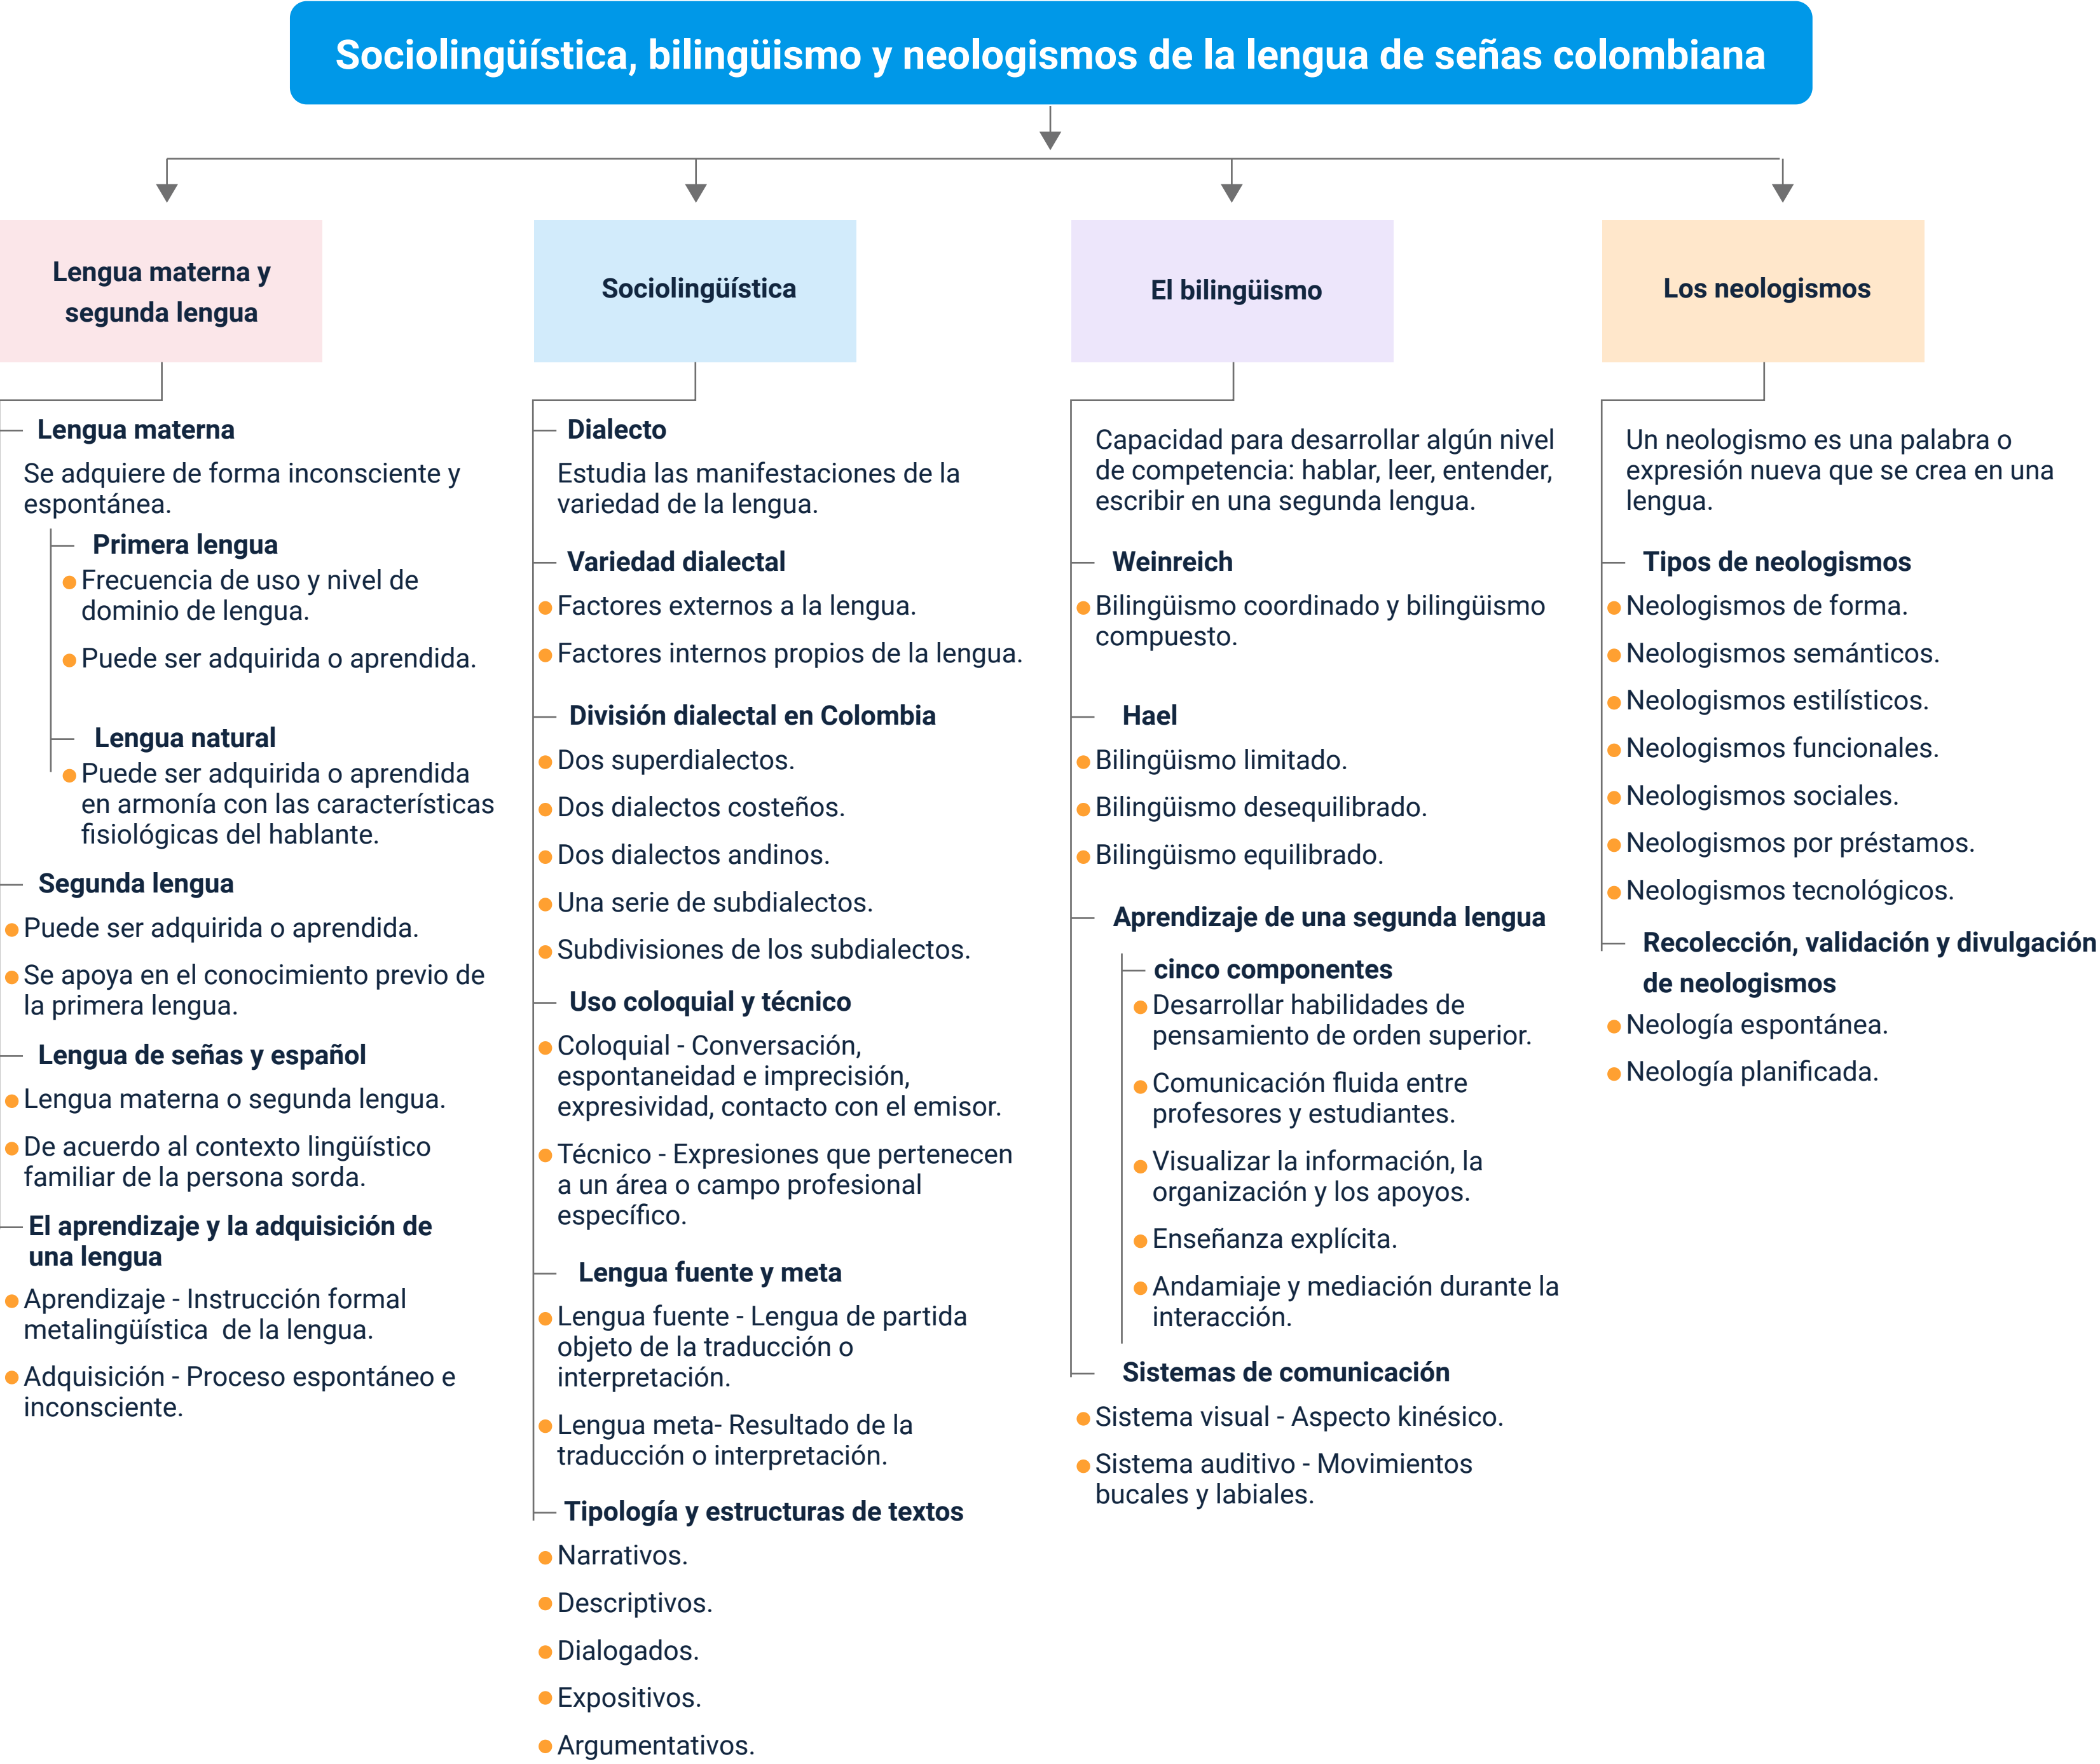 Sociolingüística, bilingüismo y neologismos de la lengua de señas colombiana
Lengua materna y
segunda lengua
Lengua materna
Se adquiere de forma inconsciente y
espontánea.
Primera lengua
Frecuencia de uso y nivel de
dominio de lengua.
Puede ser adquirida o aprendida.
Lengua natural
Puede ser adquirida o aprendida
en armonía con las características
fisiológicas del hablante.
Segunda lengua
Puede ser adquirida o aprendida.
Se apoya en el conocimiento previo de
la primera lengua.
Lengua de señas y español
Lengua materna o segunda lengua.
De acuerdo al contexto lingüístico
familiar de la persona sorda.
El aprendizaje y la adquisición de
una lengua
Aprendizaje - Instrucción formal
metalingüística  de la lengua.
Adquisición - Proceso espontáneo e
inconsciente.
Sociolingüística
Dialecto
Estudia las manifestaciones de la
variedad de la lengua.
Variedad dialectal
Factores externos a la lengua.
Factores internos propios de la lengua.
División dialectal en Colombia
Dos superdialectos.
Dos dialectos costeños.
Dos dialectos andinos.
Una serie de subdialectos.
Subdivisiones de los subdialectos.
Uso coloquial y técnico
Coloquial - Conversación,
espontaneidad e imprecisión,
expresividad, contacto con el emisor.
Técnico - Expresiones que pertenecen
a un área o campo profesional
específico.
Lengua fuente y meta
Lengua fuente - Lengua de partida
objeto de la traducción o
interpretación.
Lengua meta- Resultado de la
traducción o interpretación.
Tipología y estructuras de textos
Narrativos.
Descriptivos.
Dialogados.
Expositivos.
Argumentativos.
El bilingüismo
Capacidad para desarrollar algún nivel
de competencia: hablar, leer, entender,
escribir en una segunda lengua.
Weinreich
Bilingüismo coordinado y bilingüismo
compuesto.
Hael
Bilingüismo limitado.
Bilingüismo desequilibrado.
Bilingüismo equilibrado.
Aprendizaje de una segunda lengua
cinco componentes
Desarrollar habilidades de
pensamiento de orden superior.
Comunicación fluida entre
profesores y estudiantes.
Visualizar la información, la
organización y los apoyos.
Enseñanza explícita.
Andamiaje y mediación durante la
interacción.
Sistemas de comunicación
Sistema visual - Aspecto kinésico.
Sistema auditivo - Movimientos
bucales y labiales.
Los neologismos
Un neologismo es una palabra o
expresión nueva que se crea en una
lengua.
Tipos de neologismos
Neologismos de forma.
Neologismos semánticos.
Neologismos estilísticos.
Neologismos funcionales.
Neologismos sociales.
Neologismos por préstamos.
Neologismos tecnológicos.
Recolección, validación y divulgación
de neologismos
Neología espontánea.
Neología planificada.